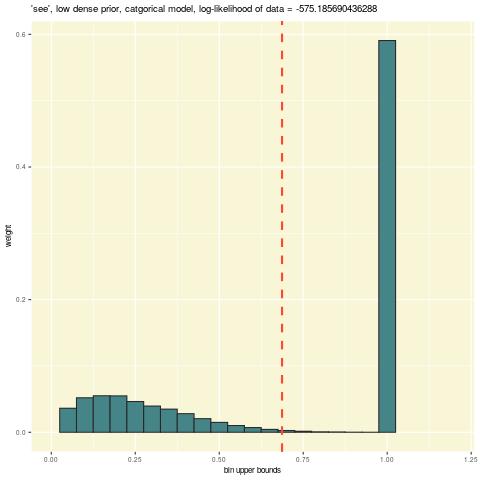 'see', low dense prior, catgorical model, log-likelihood of data = -575.185690436288
0.6
0.4
0.2
0.0
weight
0.00 0.25 0.50 0.75 1.00 1.25
bin upper bounds